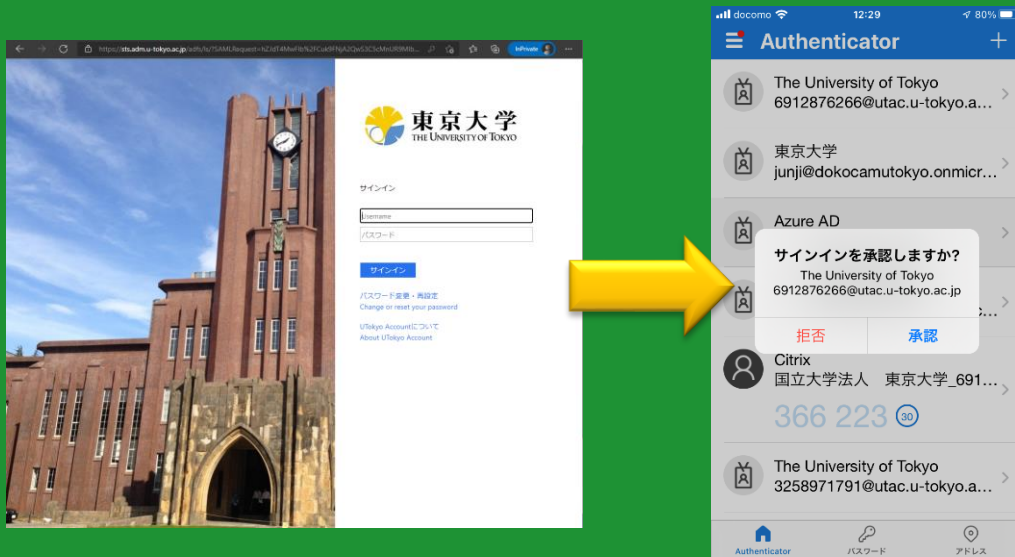 https://sts.adm.u-tokyo.ac.jp/adfs/ls/?SAMLRequest=
InPrivate
東京大学
THE UNIVERSITY OF TOKYO
サインイン
Username
パスワード
サインイン
パスワード変更・再設定
Change or reset your password
UTokyo Accountについて
About UTokyo Account
docomo 12:29 80%
Authenticator
The University of Tokyo
6912876266@utac.u-tokyo.a...
東京大学
junji@dokocamutokyo.onmicr...
Azure AD
サインインを承認しますか?
The University of Tokyo
6912876266@utac.u-tokyo.ac.jp
拒否 承認
Citrix
国立大学法人 東京大学_691...
366 223 30
The University of Tokyo
3258971791@utac.u-tokyo.a...
Authenticator パスワード アドレス